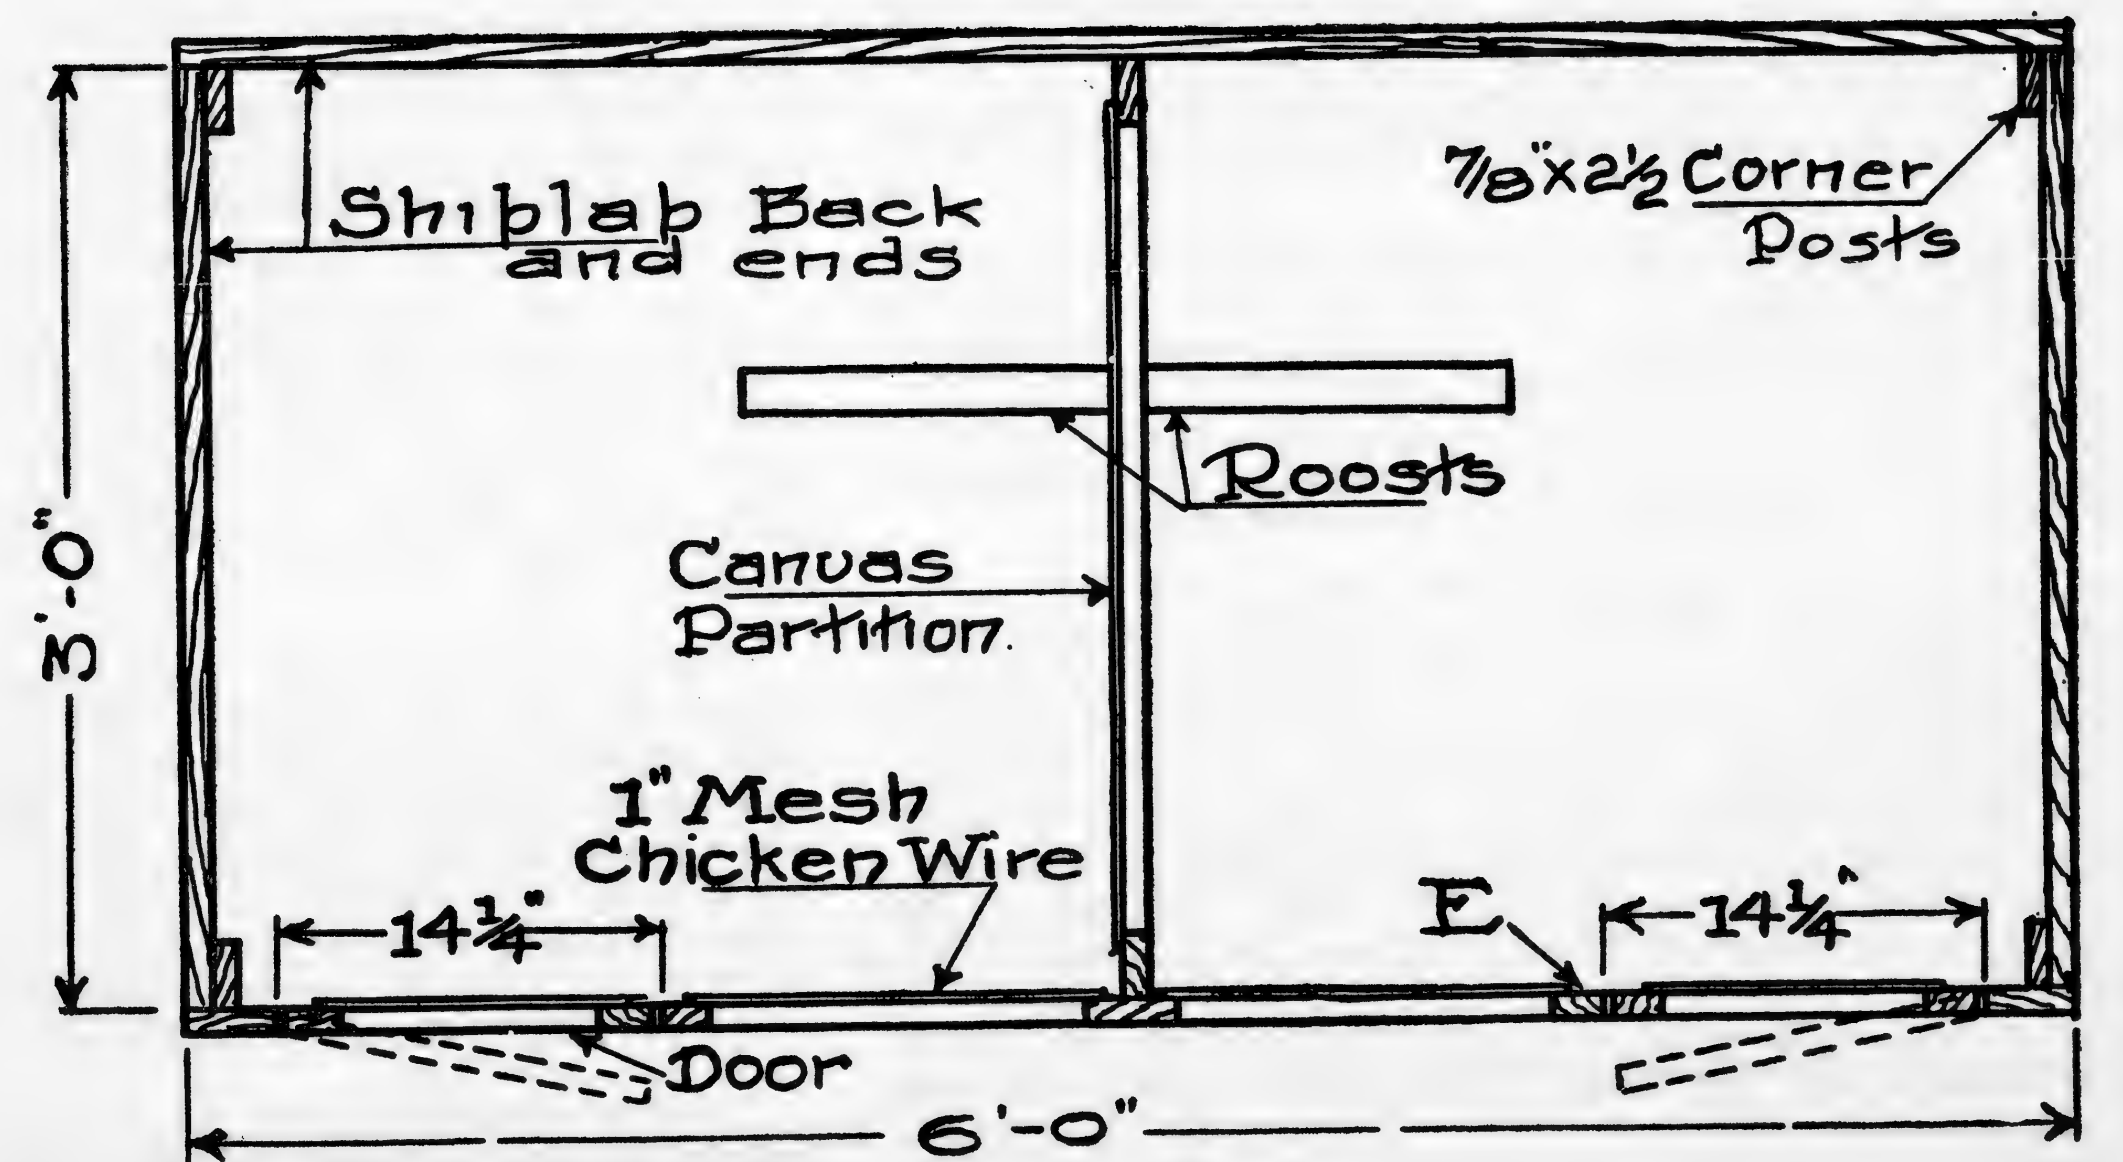 Shiplap Back
and ends
7/8"x2½ Corner
Posts
Roosts
3'-0"
Canvas
Partition.
1" Mesh
Chicken Wire
14¼"
E
14¼"
Door
6'-0"